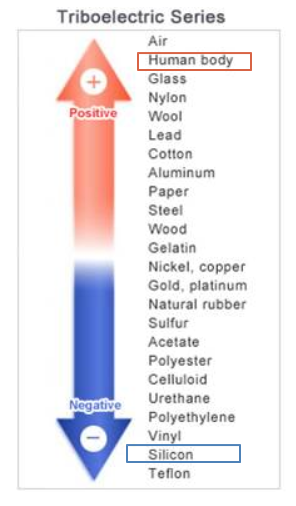 Triboelectric Series
Air
Human body
Glass
Nylon
Positive
Wool
Lead
Cotton
Aluminum
Paper
Steel
Wood
Gelatin
Nickel, copper
Gold, platinum
Natural rubber
Sulfur
Acetate
Polyester
Celluloid
Urethane
Negative
Polyethylene
Vinyl
Silicon
Teflon